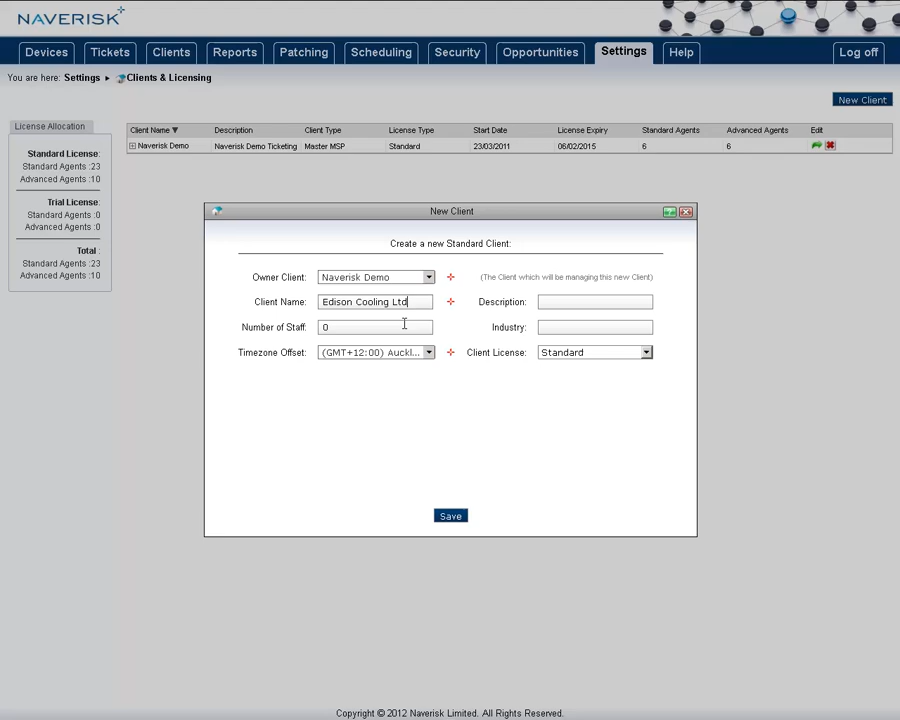 NAVERISK
Devices Tickets Clients Reports Patching Scheduling Security Opportunities Settings Help Log off
You are here: Settings ▸ Clients & Licensing
New Client
License Allocation
Standard License:
Standard Agents :23
Advanced Agents :10
Trial License:
Standard Agents :0
Advanced Agents :0
Total :
Standard Agents :23
Advanced Agents :10
Client Name ▼ Description Client Type License Type Start Date License Expiry Standard Agents Advanced Agents Edit
Naverisk Demo Naverisk Demo Ticketing Master MSP Standard 23/03/2011 06/02/2015 6 6
New Client
Create a new Standard Client:
Owner Client: Naverisk Demo (The Client which will be managing this new Client)
Client Name: Edison Cooling Ltd Description:
Number of Staff: 0 Industry:
Timezone Offset: (GMT+12:00) Auckl... Client License: Standard
Save
Copyright © 2012 Naverisk Limited. All Rights Reserved.